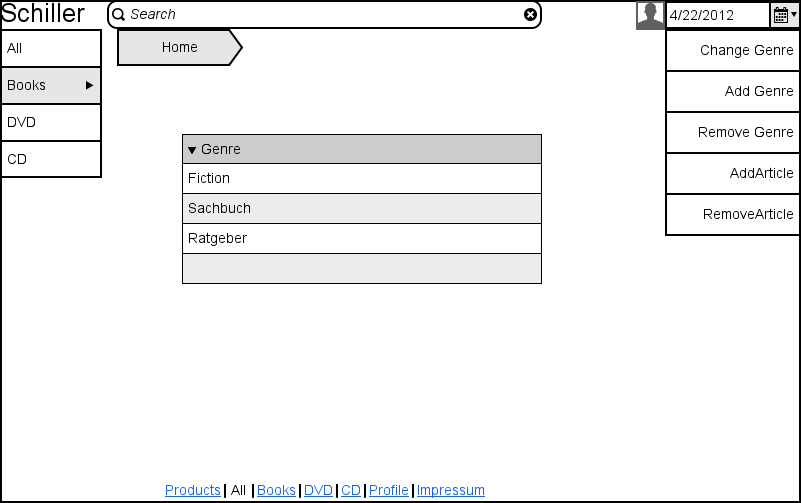 Schiller
Search
4/22/2012
All
Books
DVD
CD
Home
Change Genre
Add Genre
Remove Genre
AddArticle
RemoveArticle
Genre
Fiction
Sachbuch
Ratgeber
Products | All | Books | DVD | CD | Profile | Impressum